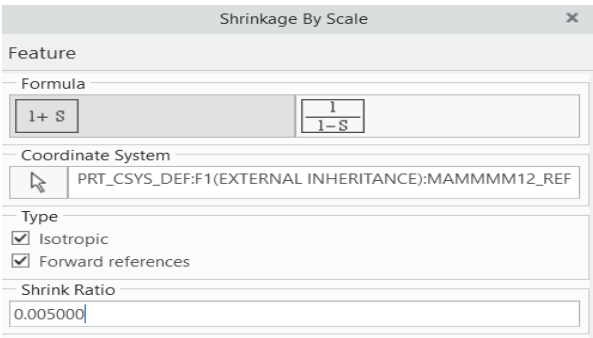 Shrinkage By Scale ×
Feature
Formula
1+ S
1
1-S
Coordinate System
PRT_CSYS_DEF:F1(EXTERNAL INHERITANCE):MAMMMM12_REF
Type
Isotropic
Forward references
Shrink Ratio
0.005000